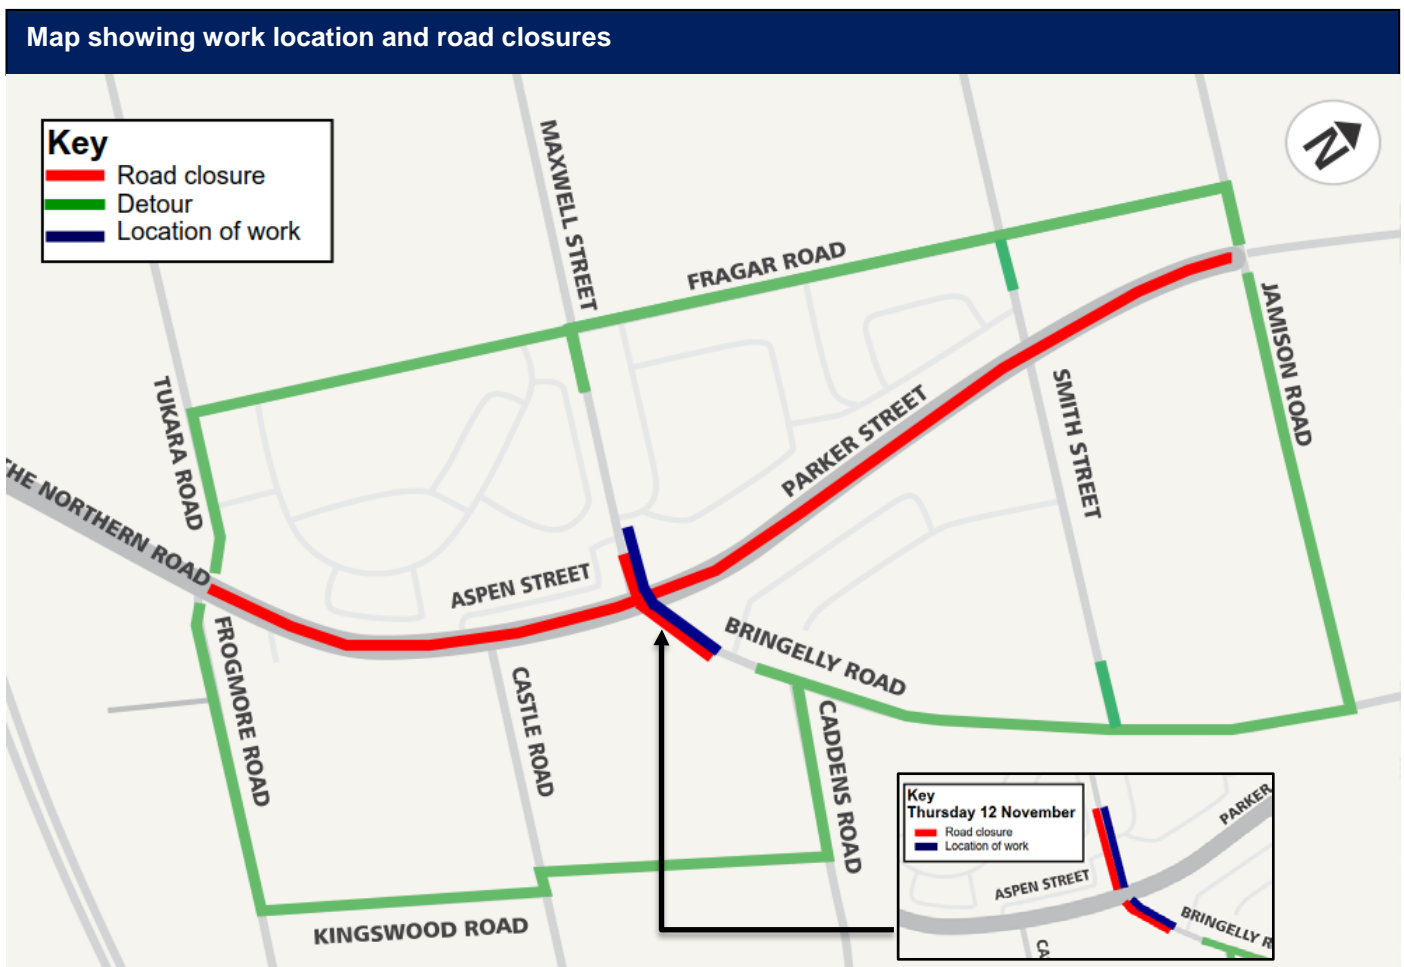 Map showing work location and road closures
Key
Road closure
Detour
Location of work
N
MAXWELL STREET
FRAGAR ROAD
JAMISON ROAD
TUKARA ROAD
SMITH STREET
PARKER STREET
THE NORTHERN ROAD
ASPEN STREET
BRINGELLY ROAD
FROGMORE ROAD
CASTLE ROAD
CADDENS ROAD
KINGSWOOD ROAD
Key
Thursday 12 November
Road closure
Location of work
PARKER
ASPEN STREET
BRINGELLY R
CA